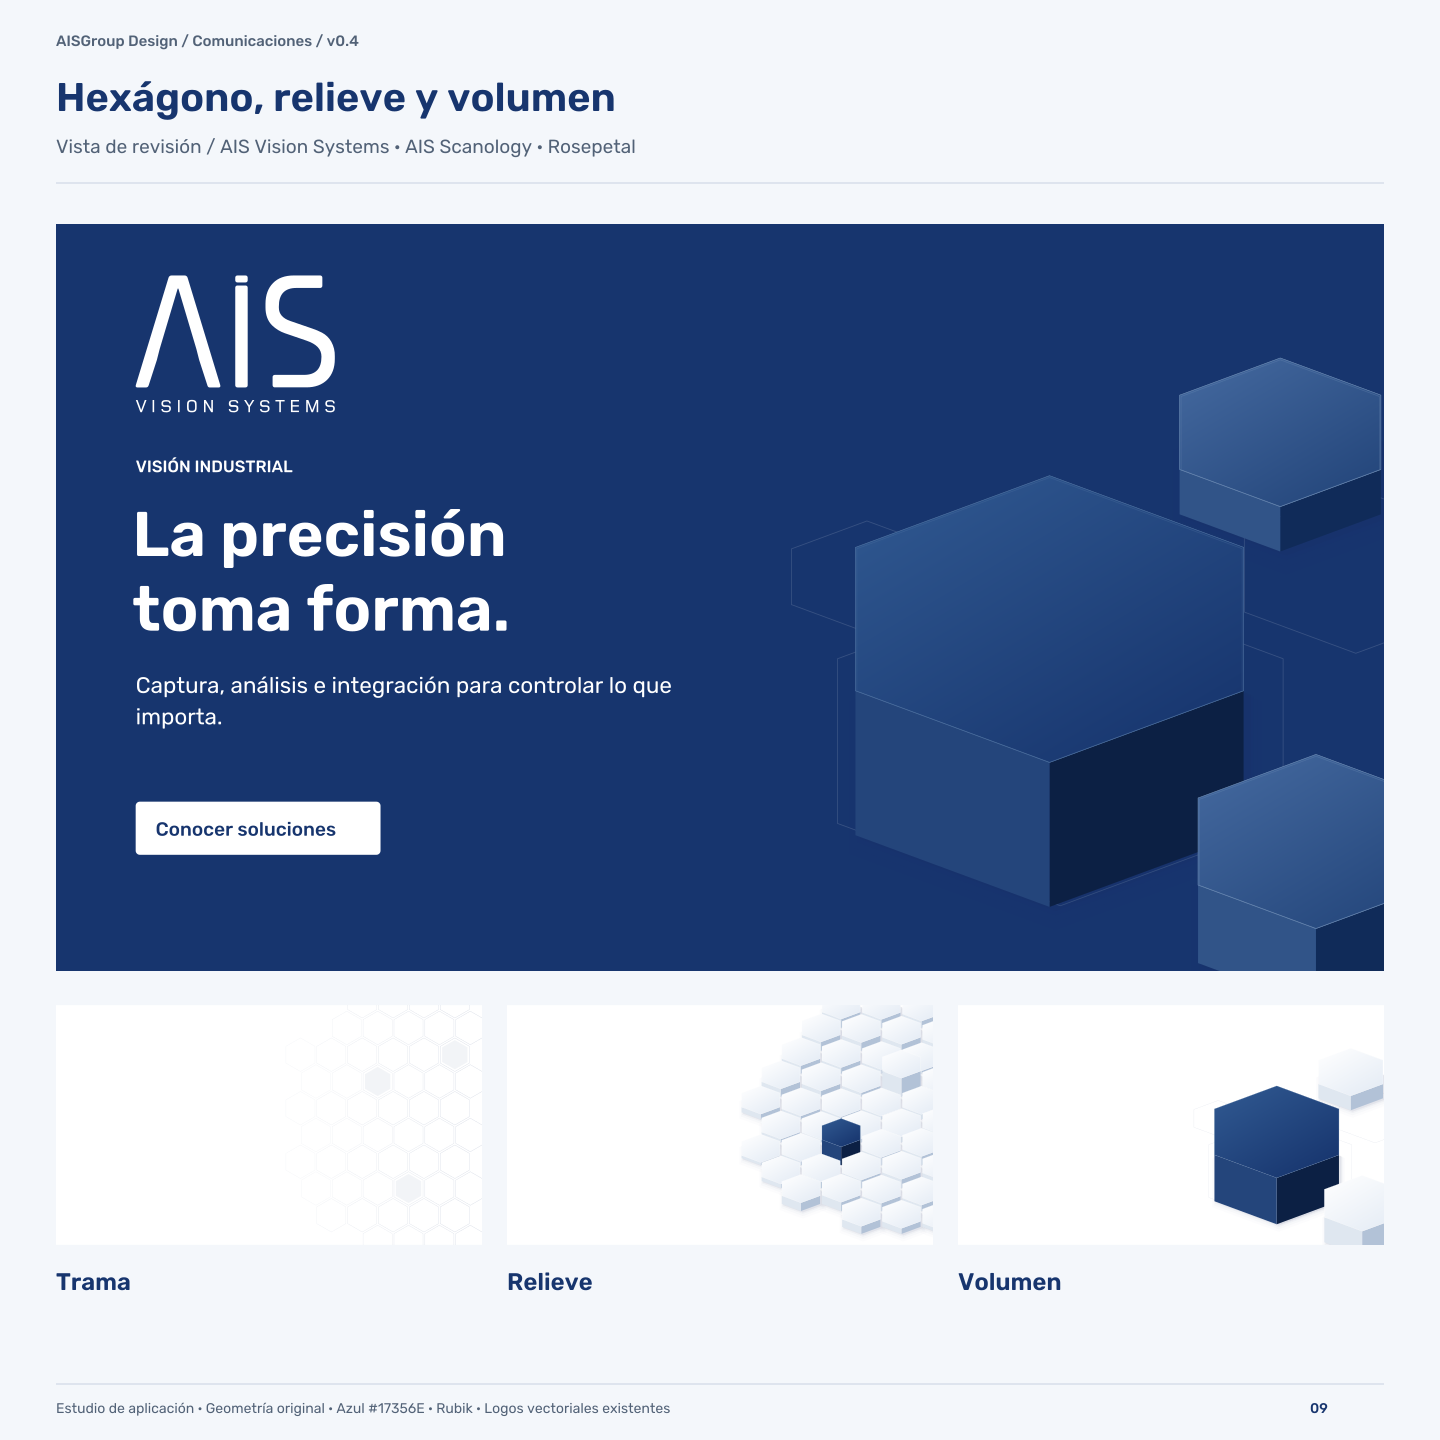 AISGroup Design / Comunicaciones / v0.4
Hexágono, relieve y volumen
Vista de revisión / AIS Vision Systems • AIS Scanology • Rosepetal
AiS
VISION SYSTEMS
VISIÓN INDUSTRIAL
La precisión
toma forma.
Captura, análisis e integración para controlar lo que
importa.
Conocer soluciones
Trama
Relieve
Volumen
Estudio de aplicación • Geometría original • Azul #17356E • Rubik • Logos vectoriales existentes
09